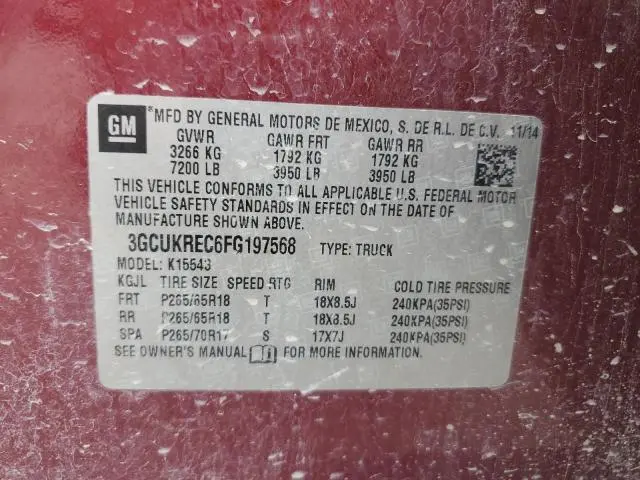 GM
*MFD BY GENERAL MOTORS DE MEXICO, S. DE R.L. DE C.V. 11/14
GVWR GAWR FRT GAWR RR
3266 KG 1792 KG 1792 KG
7200 LB 3950 LB 3950 LB
THIS VEHICLE CONFORMS TO ALL APPLICABLE U.S. FEDERAL MOTOR
VEHICLE SAFETY STANDARDS IN EFFECT ON THE DATE OF
MANUFACTURE SHOWN ABOVE.
3GCUKREC6FG197568 TYPE: TRUCK
MODEL: K15543
KGJL TIRE SIZE SPEED RTG RIM COLD TIRE PRESSURE
FRT P265/65R18 T 18X8.5J 240KPA(35PSI)
RR P265/65R18 T 18X8.5J 240KPA(35PSI)
SPA P265/70R17 S 17X7J 240KPA(35PSI)
SEE OWNER'S MANUAL FOR MORE INFORMATION.